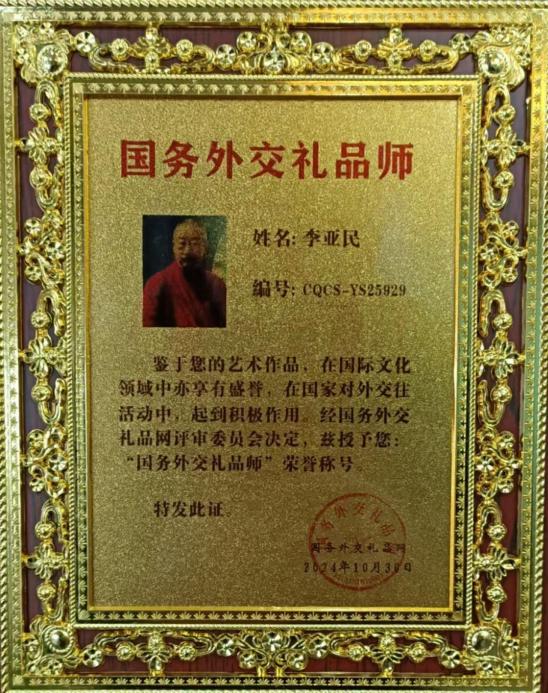 国务外交礼品师
姓名: 李亚民
编号: CQCS-YS25929
鉴于您的艺术作品，在国际文化
领域中亦享有盛誉，在国家对外交往
活动中，起到积极作用。经国务外交
礼品网评审委员会决定，兹授予您：
“国务外交礼品师”荣誉称号。
特发此证。
国务外交礼品网
2024年10月30日